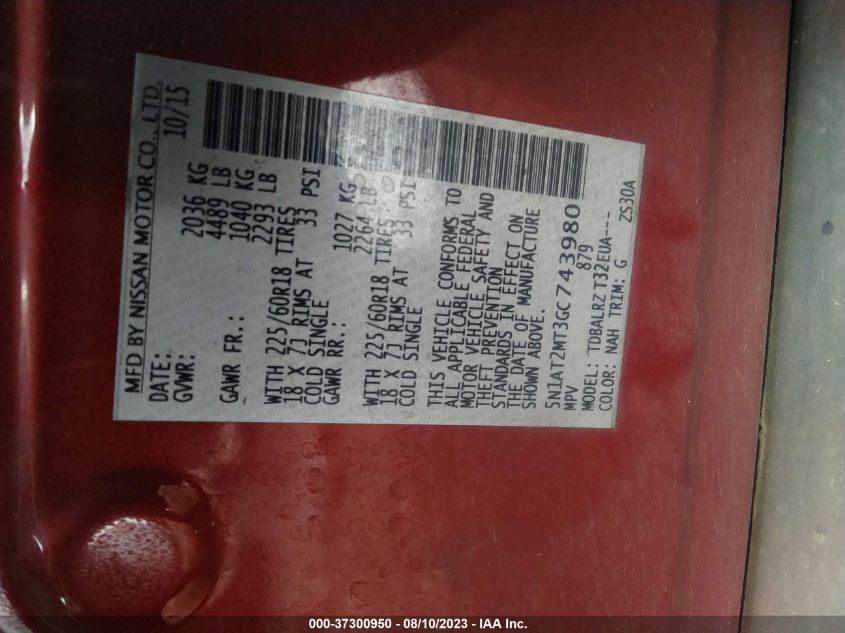 MFD BY NISSAN MOTOR CO., LTD.
DATE: 10/15
GVWR: 2036 KG
4489 LB
GAWR FR.: 1040 KG
2293 LB
WITH 225/60R18 TIRES
18 X 7J RIMS AT 33 PSI
COLD SINGLE
GAWR RR.: 1027 KG
2264 LB
WITH 225/60R18 TIRES
18 X 7J RIMS AT 33 PSI
COLD SINGLE
THIS VEHICLE CONFORMS TO
ALL APPLICABLE FEDERAL
MOTOR VEHICLE SAFETY AND
THEFT PREVENTION
STANDARDS IN EFFECT ON
THE DATE OF MANUFACTURE
SHOWN ABOVE.
5N1AT2MT3GC743980
MPV 879
MODEL: TDBALRZ T32EUA---
COLOR: NAH TRIM: G ZS30A
000-37300950 - 08/10/2023 - IAA Inc.